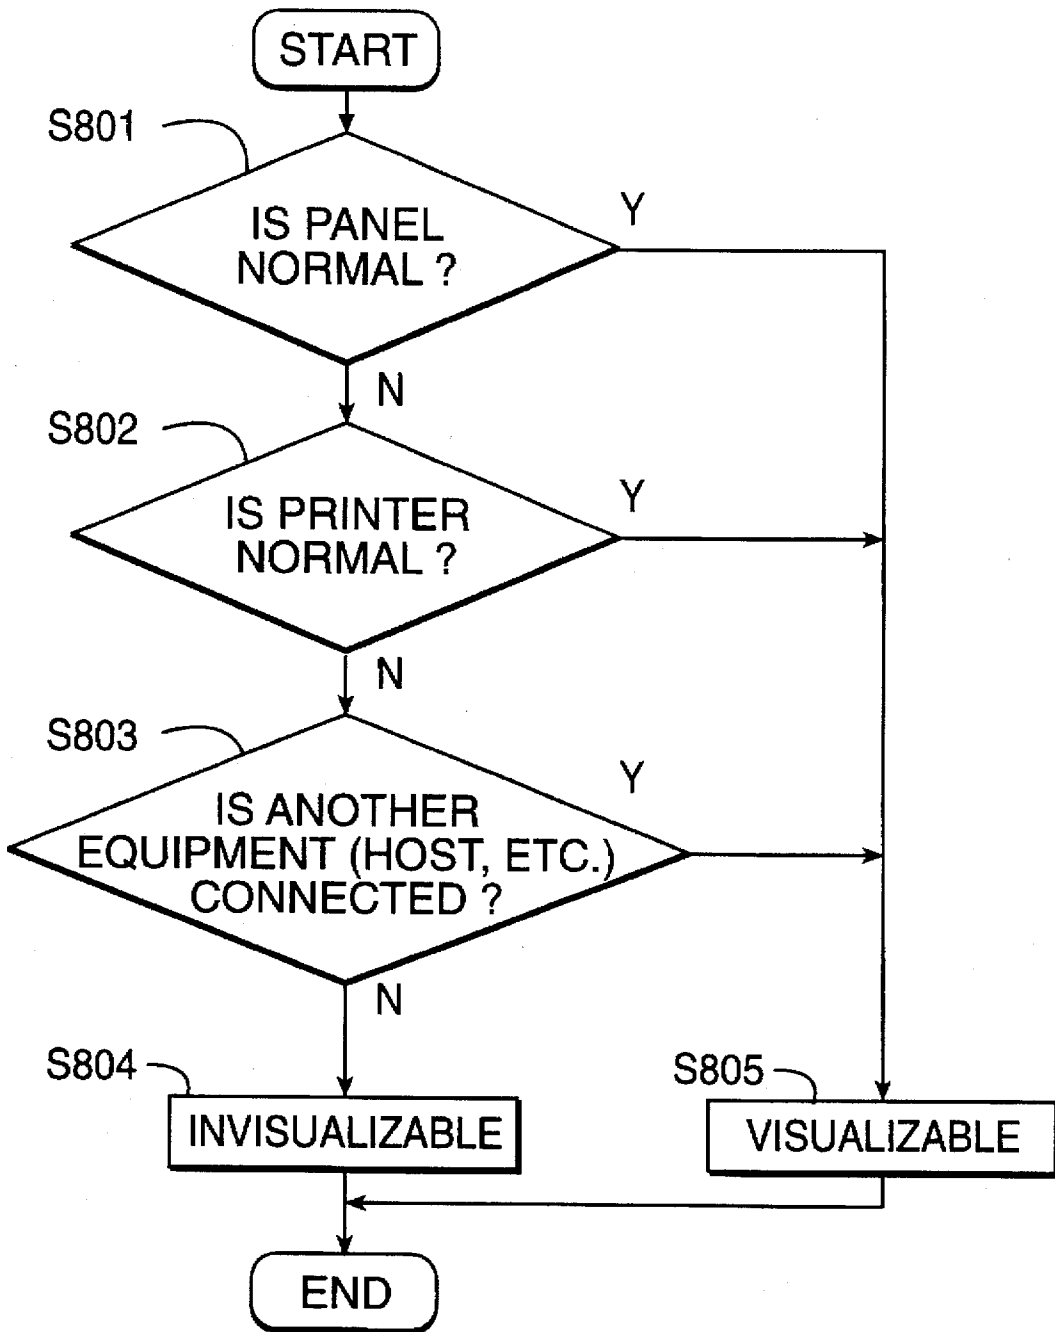 START
S801
IS PANEL
NORMAL ?
Y
N
S802
IS PRINTER
NORMAL ?
Y
N
S803
IS ANOTHER
EQUIPMENT (HOST, ETC.)
CONNECTED ?
Y
N
S804
INVISUALIZABLE
S805
VISUALIZABLE
END